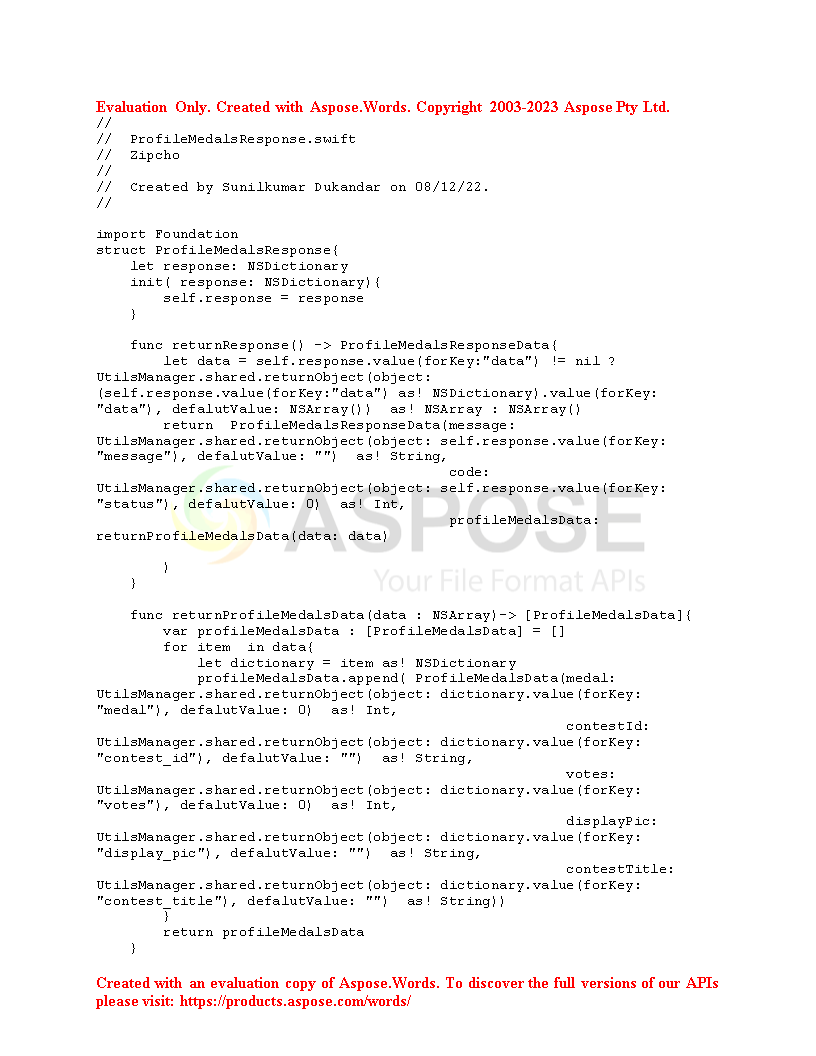 Evaluation Only. Created with Aspose.Words. Copyright 2003-2023 Aspose Pty Ltd.
//
//  ProfileMedalsResponse.swift
//  Zipcho
//
//  Created by Sunilkumar Dukandar on 08/12/22.
//
import Foundation
struct ProfileMedalsResponse{
    let response: NSDictionary
    init( response: NSDictionary){
        self.response = response
    }
    func returnResponse() -> ProfileMedalsResponseData{
        let data = self.response.value(forKey:"data") != nil ?
UtilsManager.shared.returnObject(object:
(self.response.value(forKey:"data") as! NSDictionary).value(forKey:
"data"), defalutValue: NSArray())  as! NSArray : NSArray()
        return  ProfileMedalsResponseData(message:
UtilsManager.shared.returnObject(object: self.response.value(forKey:
"message"), defalutValue: "")  as! String,
                                          code:
UtilsManager.shared.returnObject(object: self.response.value(forKey:
"status"), defalutValue: 0)  as! Int,
                                          profileMedalsData:
returnProfileMedalsData(data: data)
ASPOSE
Your File Format APIs
        )
    }
    func returnProfileMedalsData(data : NSArray)-> [ProfileMedalsData]{
        var profileMedalsData : [ProfileMedalsData] = []
        for item  in data{
            let dictionary = item as! NSDictionary
            profileMedalsData.append( ProfileMedalsData(medal:
UtilsManager.shared.returnObject(object: dictionary.value(forKey:
"medal"), defalutValue: 0)  as! Int,
                                                        contestId:
UtilsManager.shared.returnObject(object: dictionary.value(forKey:
"contest_id"), defalutValue: "")  as! String,
                                                        votes:
UtilsManager.shared.returnObject(object: dictionary.value(forKey:
"votes"), defalutValue: 0)  as! Int,
                                                        displayPic:
UtilsManager.shared.returnObject(object: dictionary.value(forKey:
"display_pic"), defalutValue: "")  as! String,
                                                        contestTitle:
UtilsManager.shared.returnObject(object: dictionary.value(forKey:
"contest_title"), defalutValue: "")  as! String))
        }
        return profileMedalsData
    }
Created with an evaluation copy of Aspose.Words. To discover the full versions of our APIs
please visit: https://products.aspose.com/words/